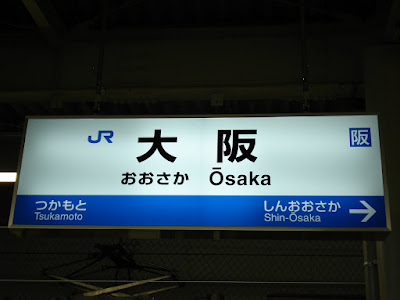 JR 大阪 阪
おおさか Ōsaka
つかもと しんおおさか →
Tsukamoto Shin-Ōsaka